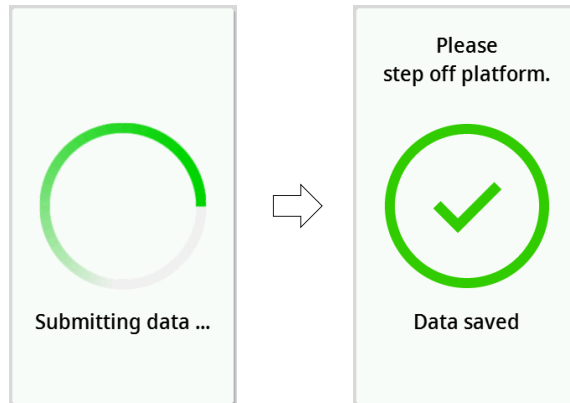 Submitting data ...
Please
step off platform.
Data saved